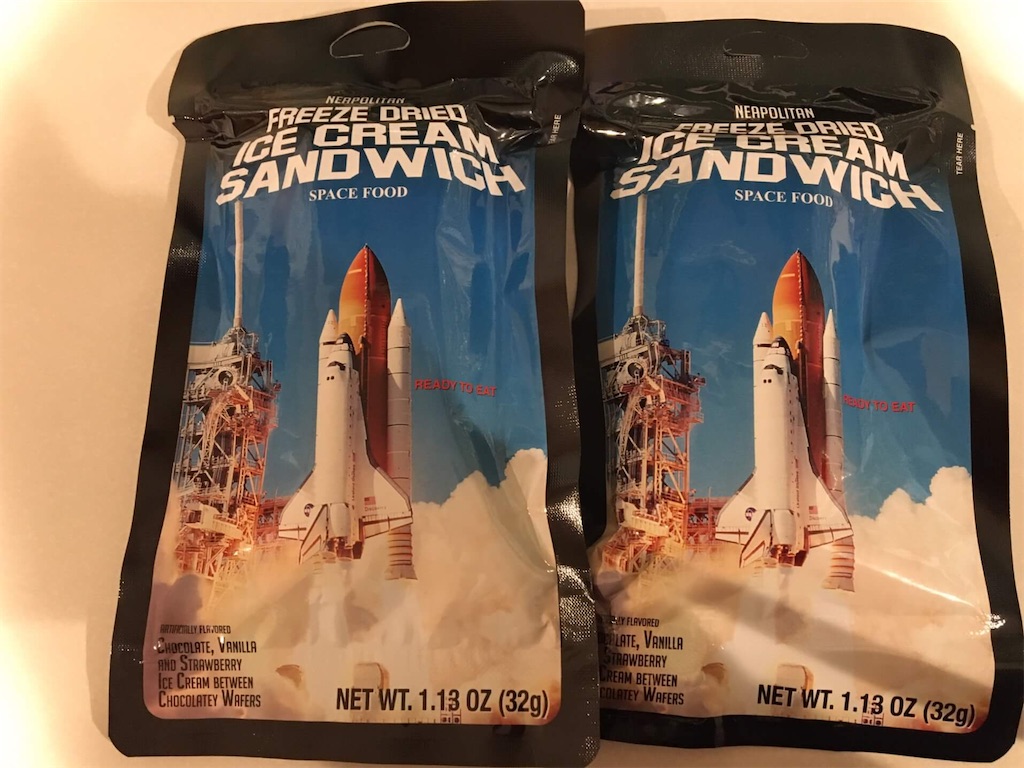 NEAPOLITAN
FREEZE DRIED
ICE CREAM
SANDWICH
SPACE FOOD
TEAR HERE
READY TO EAT
ARTIFICIALLY FLAVORED
CHOCOLATE, VANILLA
AND STRAWBERRY
ICE CREAM BETWEEN
CHOCOLATEY WAFERS
NET WT. 1.13 OZ (32g)
NEAPOLITAN
FREEZE DRIED
ICE CREAM
SANDWICH
SPACE FOOD
TEAR HERE
READY TO EAT
FLAVORED
VANILLA
STRAWBERRY
CREAM BETWEEN
WAFERS
NET WT. 1.13 OZ (32g)